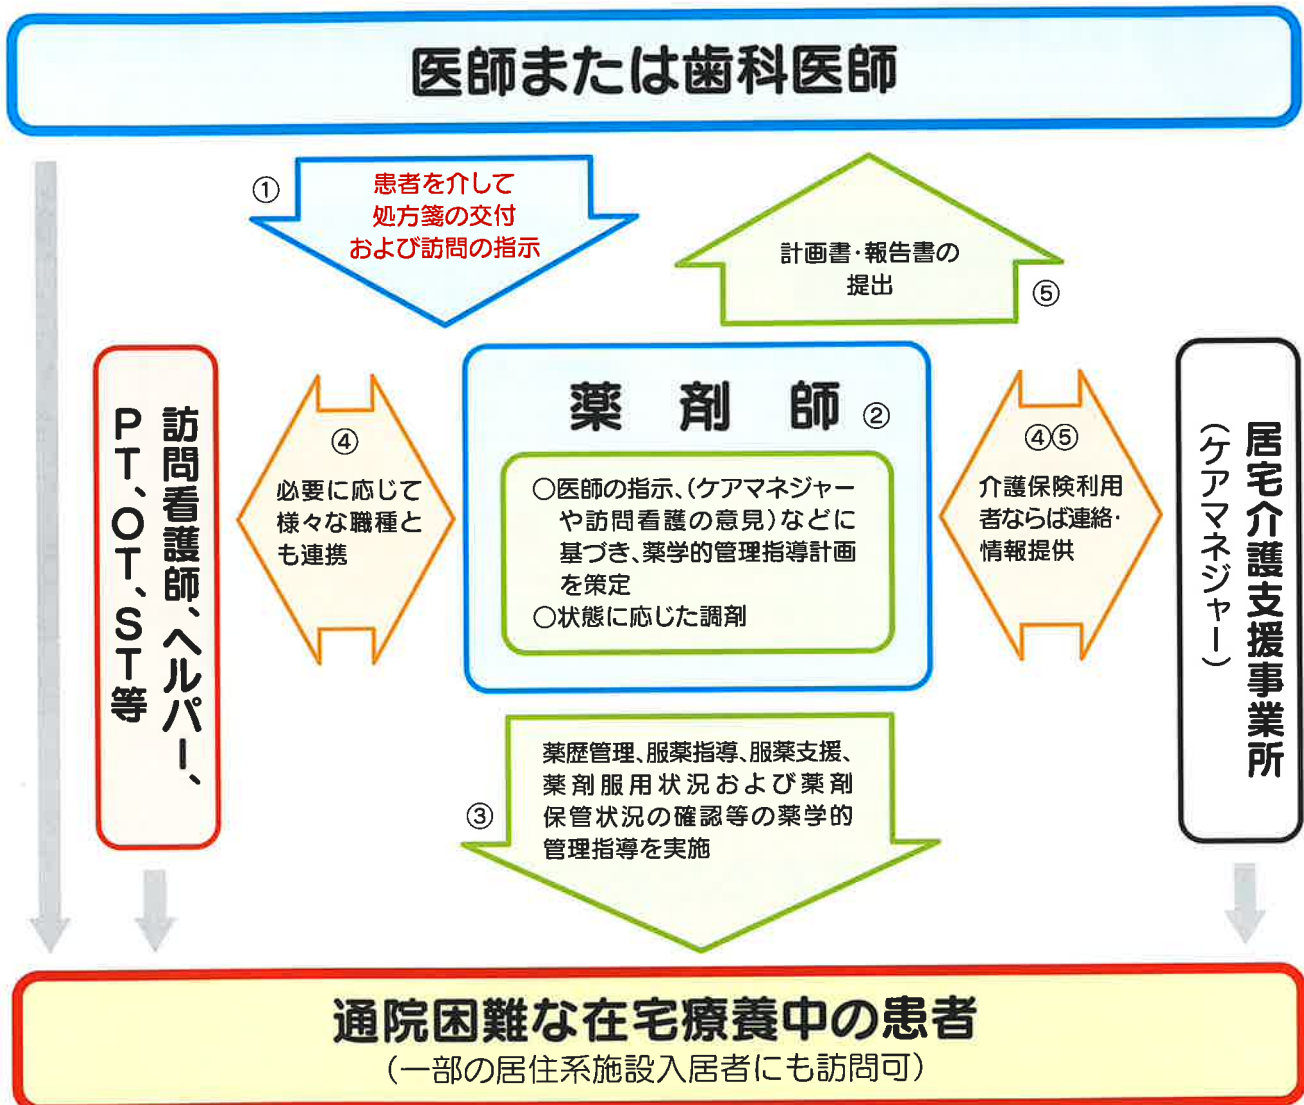 医師または歯科医師
①
患者を介して
処方箋の交付
および訪問の指示
計画書・報告書の
提出
⑤
訪問看護師、ヘルパー、
PT、OT、ST等
④
必要に応じて
様々な職種と
も連携
薬剤師②
○医師の指示、(ケアマネジャー
や訪問看護の意見)などに
基づき、薬学的管理指導計画
を策定
○状態に応じた調剤
④⑤
介護保険利用
者ならば連絡・
情報提供
居宅介護支援事業所
(ケアマネジャー)
③
薬歴管理、服薬指導、服薬支援、
薬剤服用状況および薬剤
保管状況の確認等の薬学的
管理指導を実施
通院困難な在宅療養中の患者
(一部の居住系施設入居者にも訪問可)